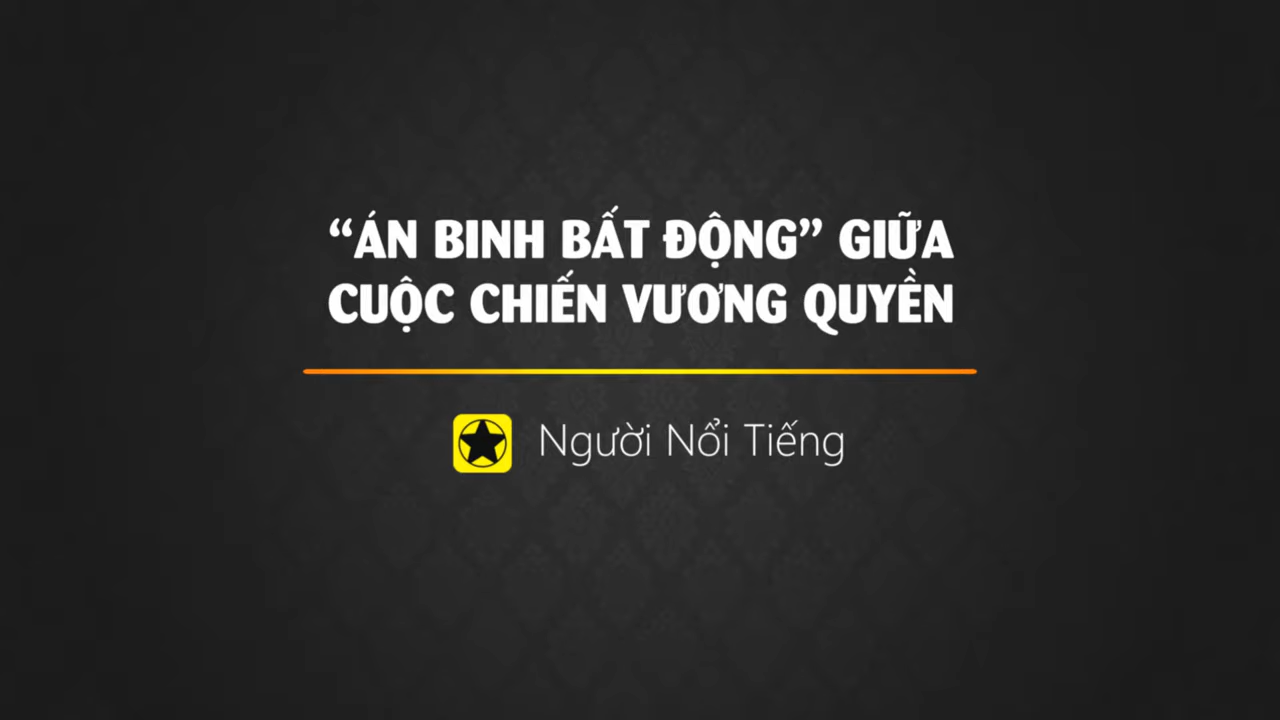 “ÁN BINH BẤT ĐỘNG” GIỮA
CUỘC CHIẾN VƯƠNG QUYỀN
Người Nổi Tiếng